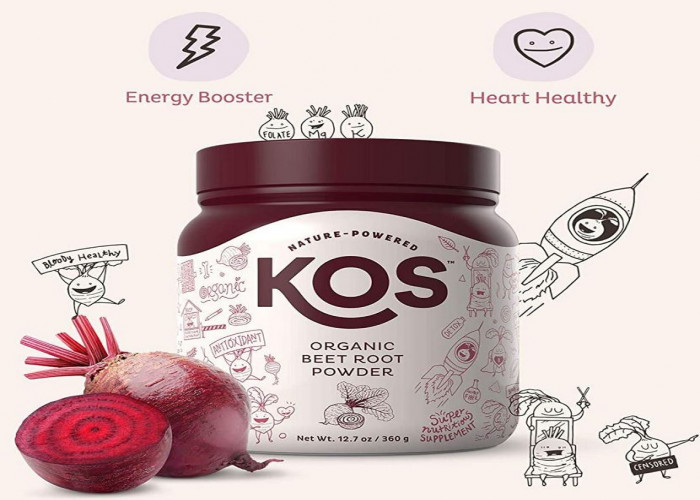 Energy Booster
Heart Healthy
FOLATE Mg K
Bloody Healthy
NATURE-POWERED
KOS™
Organic
ANTIOXIDANT
DETOX
ORGANIC
BEET ROOT
POWDER
Super
nutritious
SUPPLEMENT
Net Wt. 12.7 oz / 360 g
CENSORED